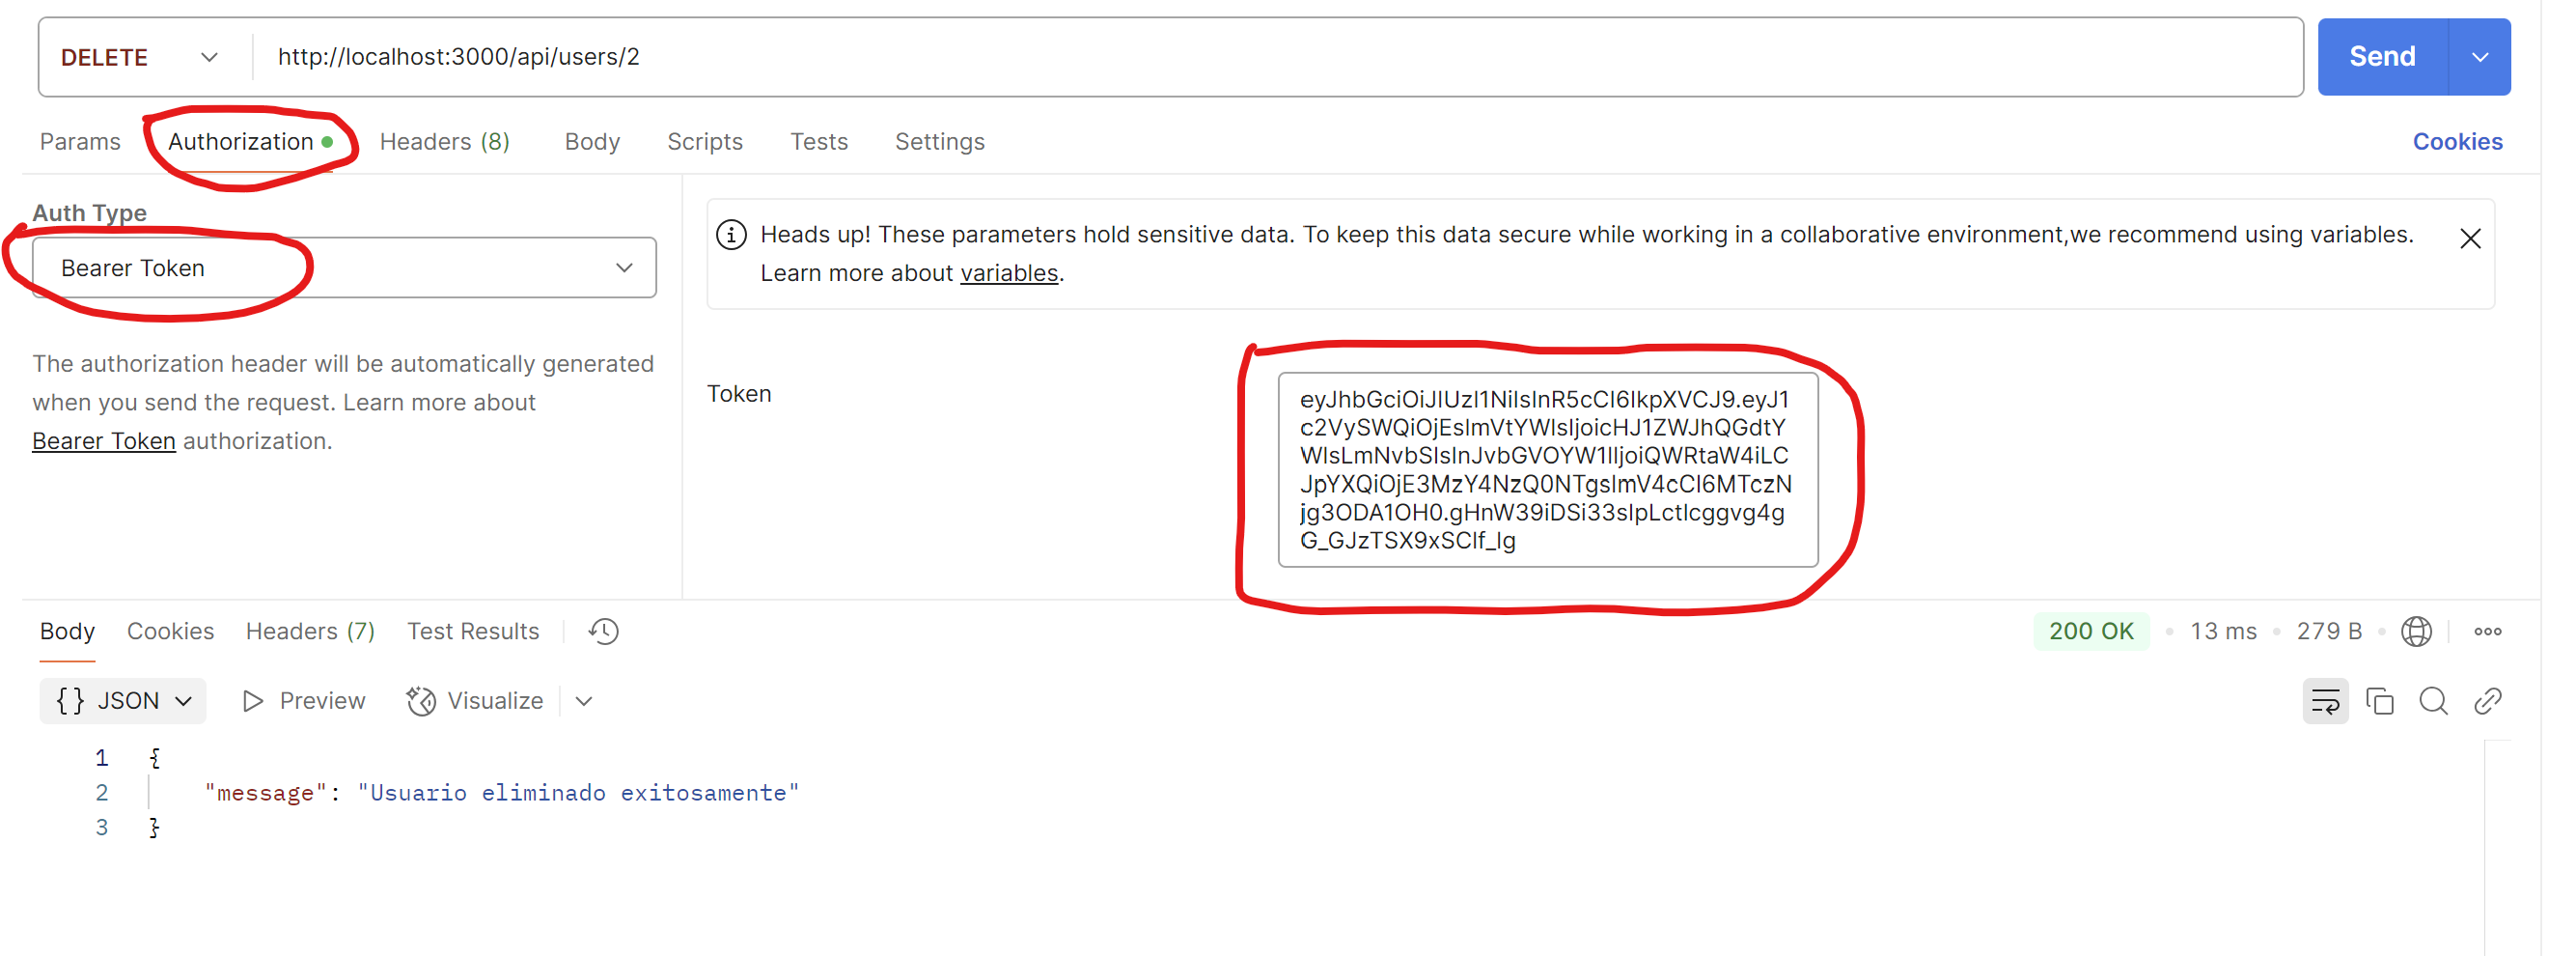 DELETE http://localhost:3000/api/users/2 Send
Params Authorization Headers (8) Body Scripts Tests Settings Cookies
Auth Type
Bearer Token
The authorization header will be automatically generated
when you send the request. Learn more about
Bearer Token authorization.
Heads up! These parameters hold sensitive data. To keep this data secure while working in a collaborative environment,we recommend using variables.
Learn more about variables.
Token
eyJhbGciOiJIUzI1NiIsInR5cCI6IkpXVCJ9.eyJ1
c2VySWQiOjEsImVtYWlsIjoicHJ1ZWJhQGdtY
WlsLmNvbSIsInJvbGVOYW1lIjoiQWRtaW4iLC
JpYXQiOjE3MzY4NzQ0NTgsImV4cCI6MTczN
jg3ODA1OH0.gHnW39iDSi33sIpLctIcggvg4g
G_GJzTSX9xSClf_Ig
Body Cookies Headers (7) Test Results 200 OK 13 ms 279 B
{} JSON Preview Visualize
1 {
2 "message": "Usuario eliminado exitosamente"
3 }